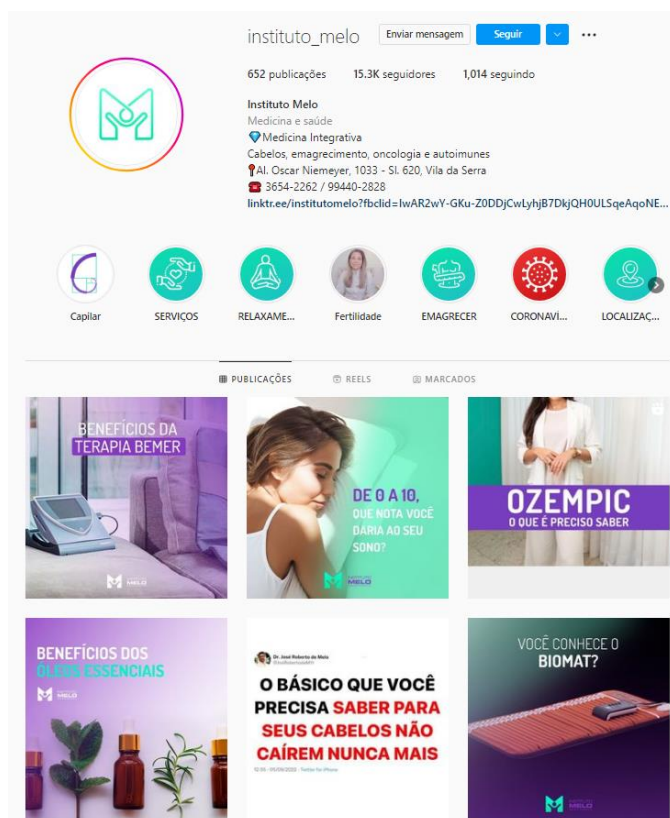 instituto_melo Enviar mensagem Seguir
652 publicações 15.3K seguidores 1,014 seguindo
Instituto Melo
Medicina e saúde
Medicina Integrativa
Cabelos, emagrecimento, oncologia e autoimunes
Al. Oscar Niemeyer, 1033 - Sl. 620, Vila da Serra
3654-2262 / 99440-2828
linktr.ee/institutomelo?fbclid=IwAR2wY-GKu-Z0DDjCwLyhjB7DkjQH0ULSqeAqoNE...
Capilar SERVIÇOS RELAXAME... Fertilidade EMAGRECER CORONAVÍ... LOCALIZAÇ...
PUBLICAÇÕES REELS MARCADOS
BENEFÍCIOS DA
TERAPIA BEMER
MELO
DE 0 A 10,
QUE NOTA VOCÊ
DARIA AO SEU
SONO?
MELO
OZEMPIC
O QUE É PRECISO SABER
BENEFÍCIOS DOS
ÓLEOS ESSENCIAIS
MELO
Dr. José Roberto de Melo
O BÁSICO QUE VOCÊ
PRECISA SABER PARA
SEUS CABELOS NÃO
CAÍREM NUNCA MAIS
Twitter for iPhone
VOCÊ CONHECE O
BIOMAT?
MELO